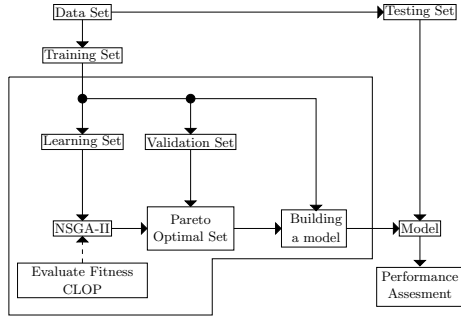 Data Set
Testing Set
Training Set
Learning Set
Validation Set
NSGA-II
Pareto
Optimal Set
Building
a model
Model
Evaluate Fitness
CLOP
Performance
Assesment